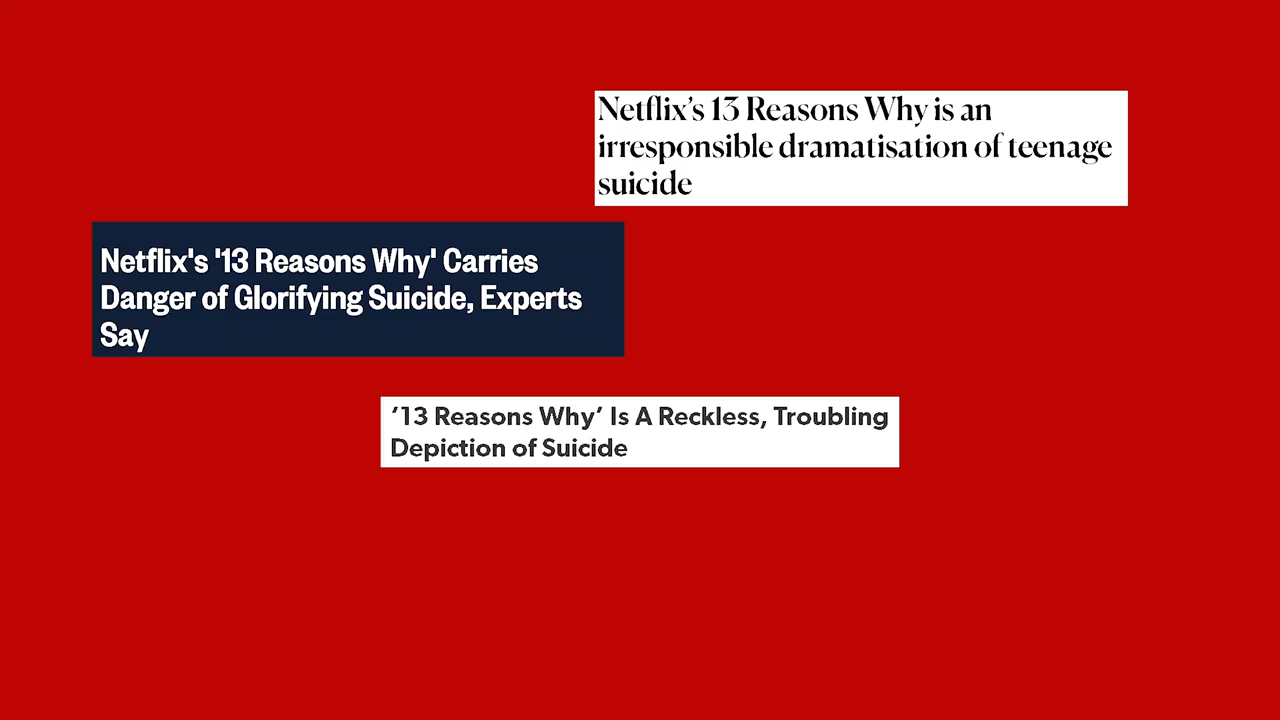 Netflix’s 13 Reasons Why is an
irresponsible dramatisation of teenage
suicide
Netflix's '13 Reasons Why' Carries
Danger of Glorifying Suicide, Experts
Say
’13 Reasons Why’ Is A Reckless, Troubling
Depiction of Suicide